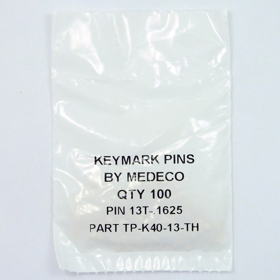 KEYMARK PINS
BY MEDECO
QTY 100
PIN 13T-.1625
PART TP-K40-13-TH